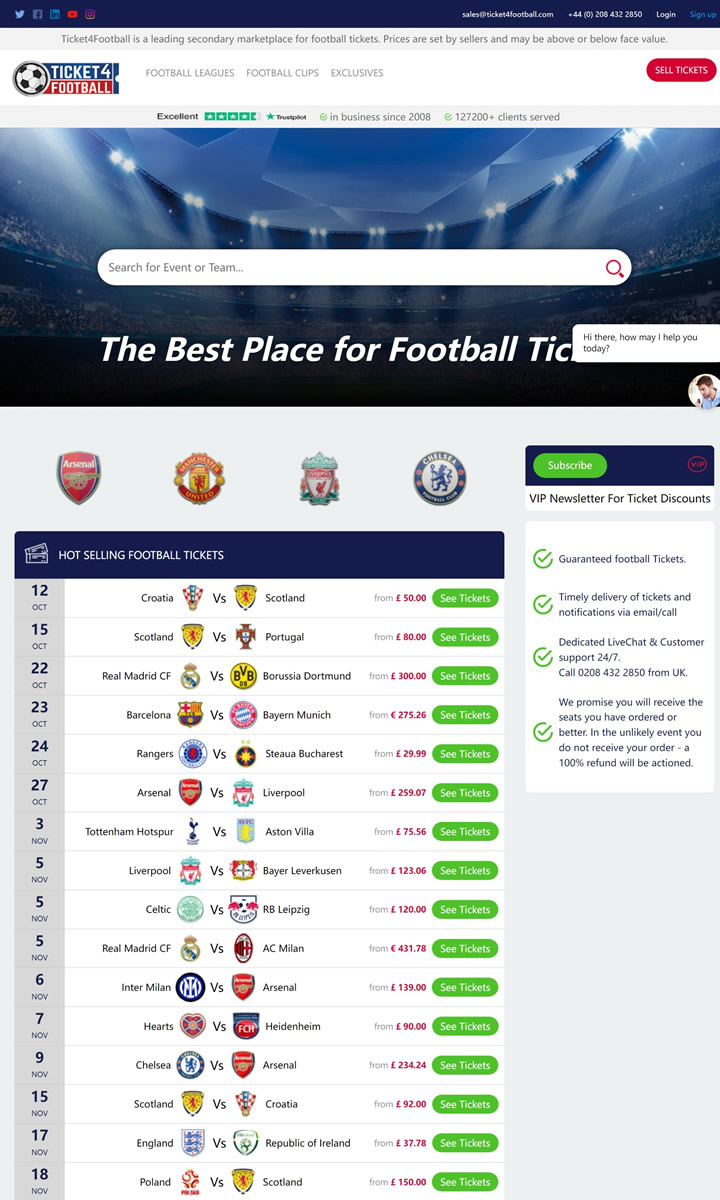 sales@ticket4football.com +44 (0) 208 432 2850 Login Sign up
Ticket4Football is a leading secondary marketplace for football tickets. Prices are set by sellers and may be above or below face value.
TICKET4
FOOTBALL
FOOTBALL LEAGUES FOOTBALL CUPS EXCLUSIVES
SELL TICKETS
Excellent Trustpilot in business since 2008 127200+ clients served
Search for Event or Team...
The Best Place for Football Tic
Hi there, how may I help you
today?
Arsenal
MANCHESTER
UNITED
LIVERPOOL
CHELSEA
FOOTBALL CLUB
Subscribe
VIP
VIP Newsletter For Ticket Discounts
Guaranteed football Tickets.
Timely delivery of tickets and
notifications via email/call
Dedicated LiveChat & Customer
support 24/7.
Call 0208 432 2850 from UK.
We promise you will receive the
seats you have ordered or
better. In the unlikely event you
do not receive your order - a
100% refund will be actioned.
HOT SELLING FOOTBALL TICKETS
12 OCT Croatia Vs Scotland from £ 50.00 See Tickets
15 OCT Scotland Vs Portugal from £ 80.00 See Tickets
22 OCT Real Madrid CF Vs Borussia Dortmund from £ 300.00 See Tickets
23 OCT Barcelona Vs Bayern Munich from € 275.26 See Tickets
24 OCT Rangers Vs Steaua Bucharest from £ 29.99 See Tickets
27 OCT Arsenal Vs Liverpool from £ 259.07 See Tickets
3 NOV Tottenham Hotspur Vs Aston Villa from £ 75.56 See Tickets
5 NOV Liverpool Vs Bayer Leverkusen from £ 123.06 See Tickets
5 NOV Celtic Vs RB Leipzig from £ 120.00 See Tickets
5 NOV Real Madrid CF Vs AC Milan from € 431.78 See Tickets
6 NOV Inter Milan Vs Arsenal from £ 139.00 See Tickets
7 NOV Hearts Vs Heidenheim from £ 90.00 See Tickets
9 NOV Chelsea Vs Arsenal from £ 234.24 See Tickets
15 NOV Scotland Vs Croatia from £ 92.00 See Tickets
17 NOV England Vs Republic of Ireland from £ 37.78 See Tickets
18 NOV Poland Vs Scotland from £ 150.00 See Tickets